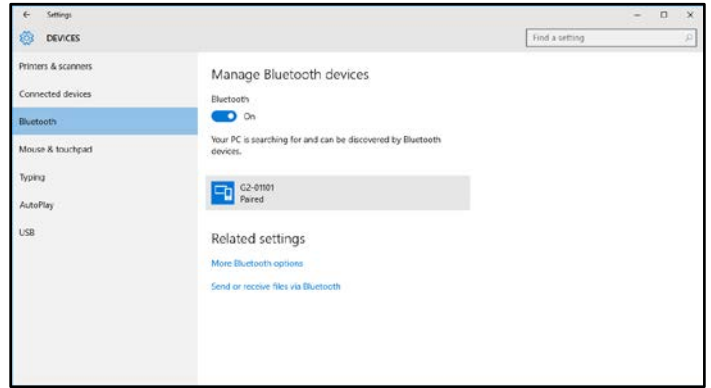 Settings
DEVICES
Find a setting
Printers & scanners
Connected devices
Bluetooth
Mouse & touchpad
Typing
AutoPlay
USB
Manage Bluetooth devices
Bluetooth
On
Your PC is searching for and can be discovered by Bluetooth
devices.
G2-01101
Paired
Related settings
More Bluetooth options
Send or receive files via Bluetooth